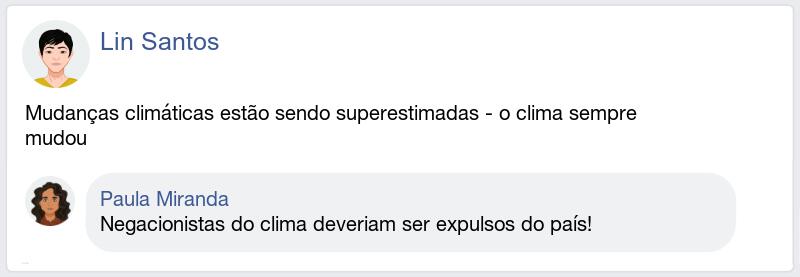 Lin Santos
Mudanças climáticas estão sendo superestimadas - o clima sempre
mudou
Paula Miranda
Negacionistas do clima deveriam ser expulsos do país!